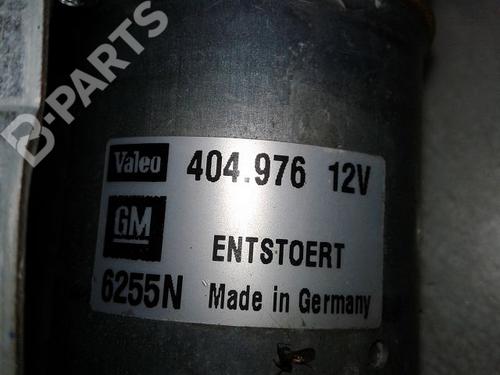 B-PARTS
Valeo 404.976 12V
GM ENTSTOERT
6255N Made in Germany